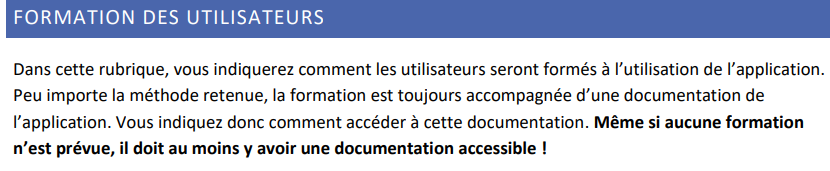 FORMATION DES UTILISATEURS
Dans cette rubrique, vous indiquerez comment les utilisateurs seront formés à l’utilisation de l’application.
Peu importe la méthode retenue, la formation est toujours accompagnée d’une documentation de
l’application. Vous indiquez donc comment accéder à cette documentation. Même si aucune formation
n’est prévue, il doit au moins y avoir une documentation accessible !